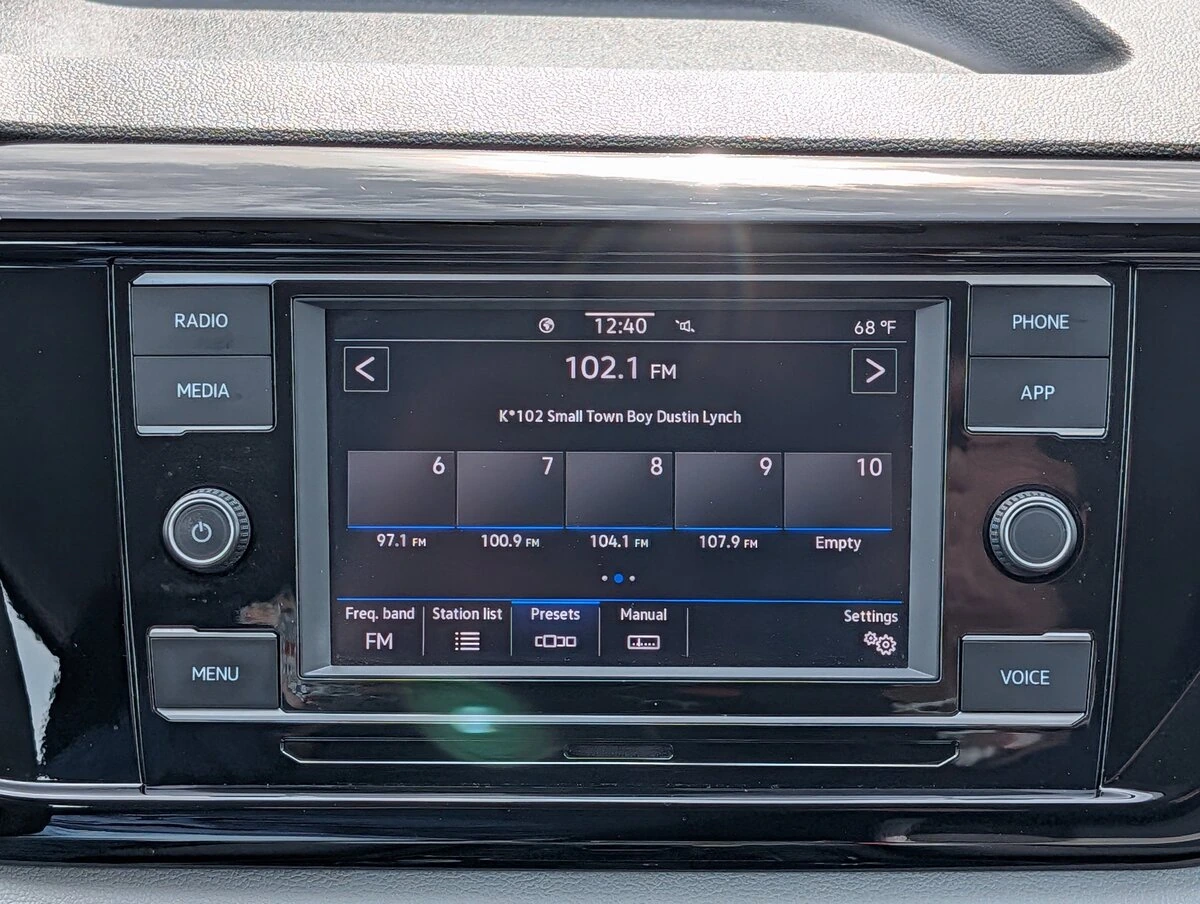 RADIO
MEDIA
MENU
12:40
68 °F
<
102.1 FM
>
K*102 Small Town Boy Dustin Lynch
6 7 8 9 10
97.1 FM 100.9 FM 104.1 FM 107.9 FM Empty
Freq. band Station list Presets Manual Settings
FM
PHONE
APP
VOICE